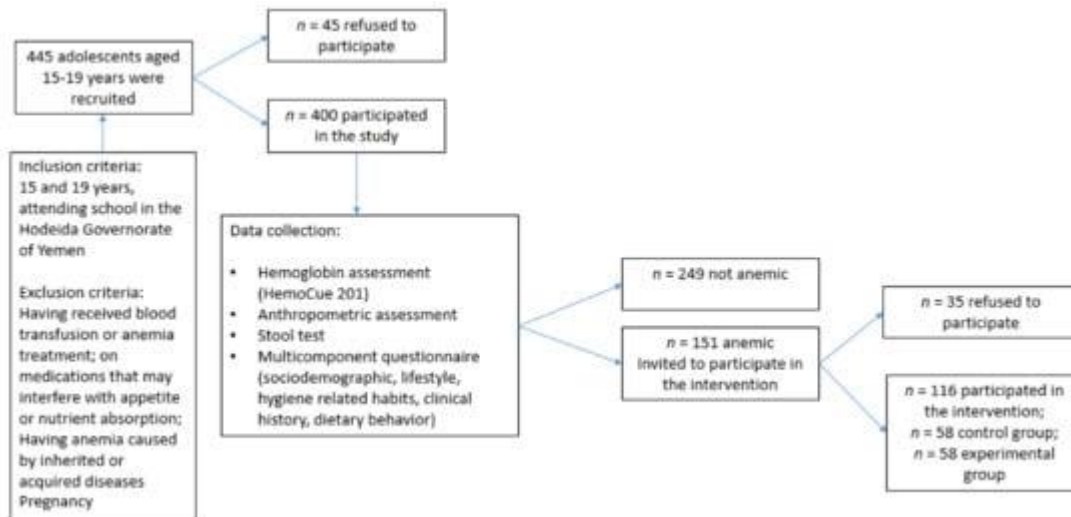 445 adolescents aged
15-19 years were
recruited
n = 45 refused to
participate
n = 400 participated
in the study
Inclusion criteria:
15 and 19 years,
attending school in the
Hodeida Governorate
of Yemen
Exclusion criteria:
Having received blood
transfusion or anemia
treatment; on
medications that may
interfere with appetite
or nutrient absorption;
Having anemia caused
by inherited or
acquired diseases
Pregnancy
Data collection:
• Hemoglobin assessment
(HemoCue 201)
• Anthropometric assessment
• Stool test
• Multicomponent questionnaire
(sociodemographic, lifestyle,
hygiene related habits, clinical
history, dietary behavior)
n = 249 not anemic
n = 151 anemic
Invited to participate in
the intervention
n = 35 refused to
participate
n = 116 participated in
the intervention;
n = 58 control group;
n = 58 experimental
group